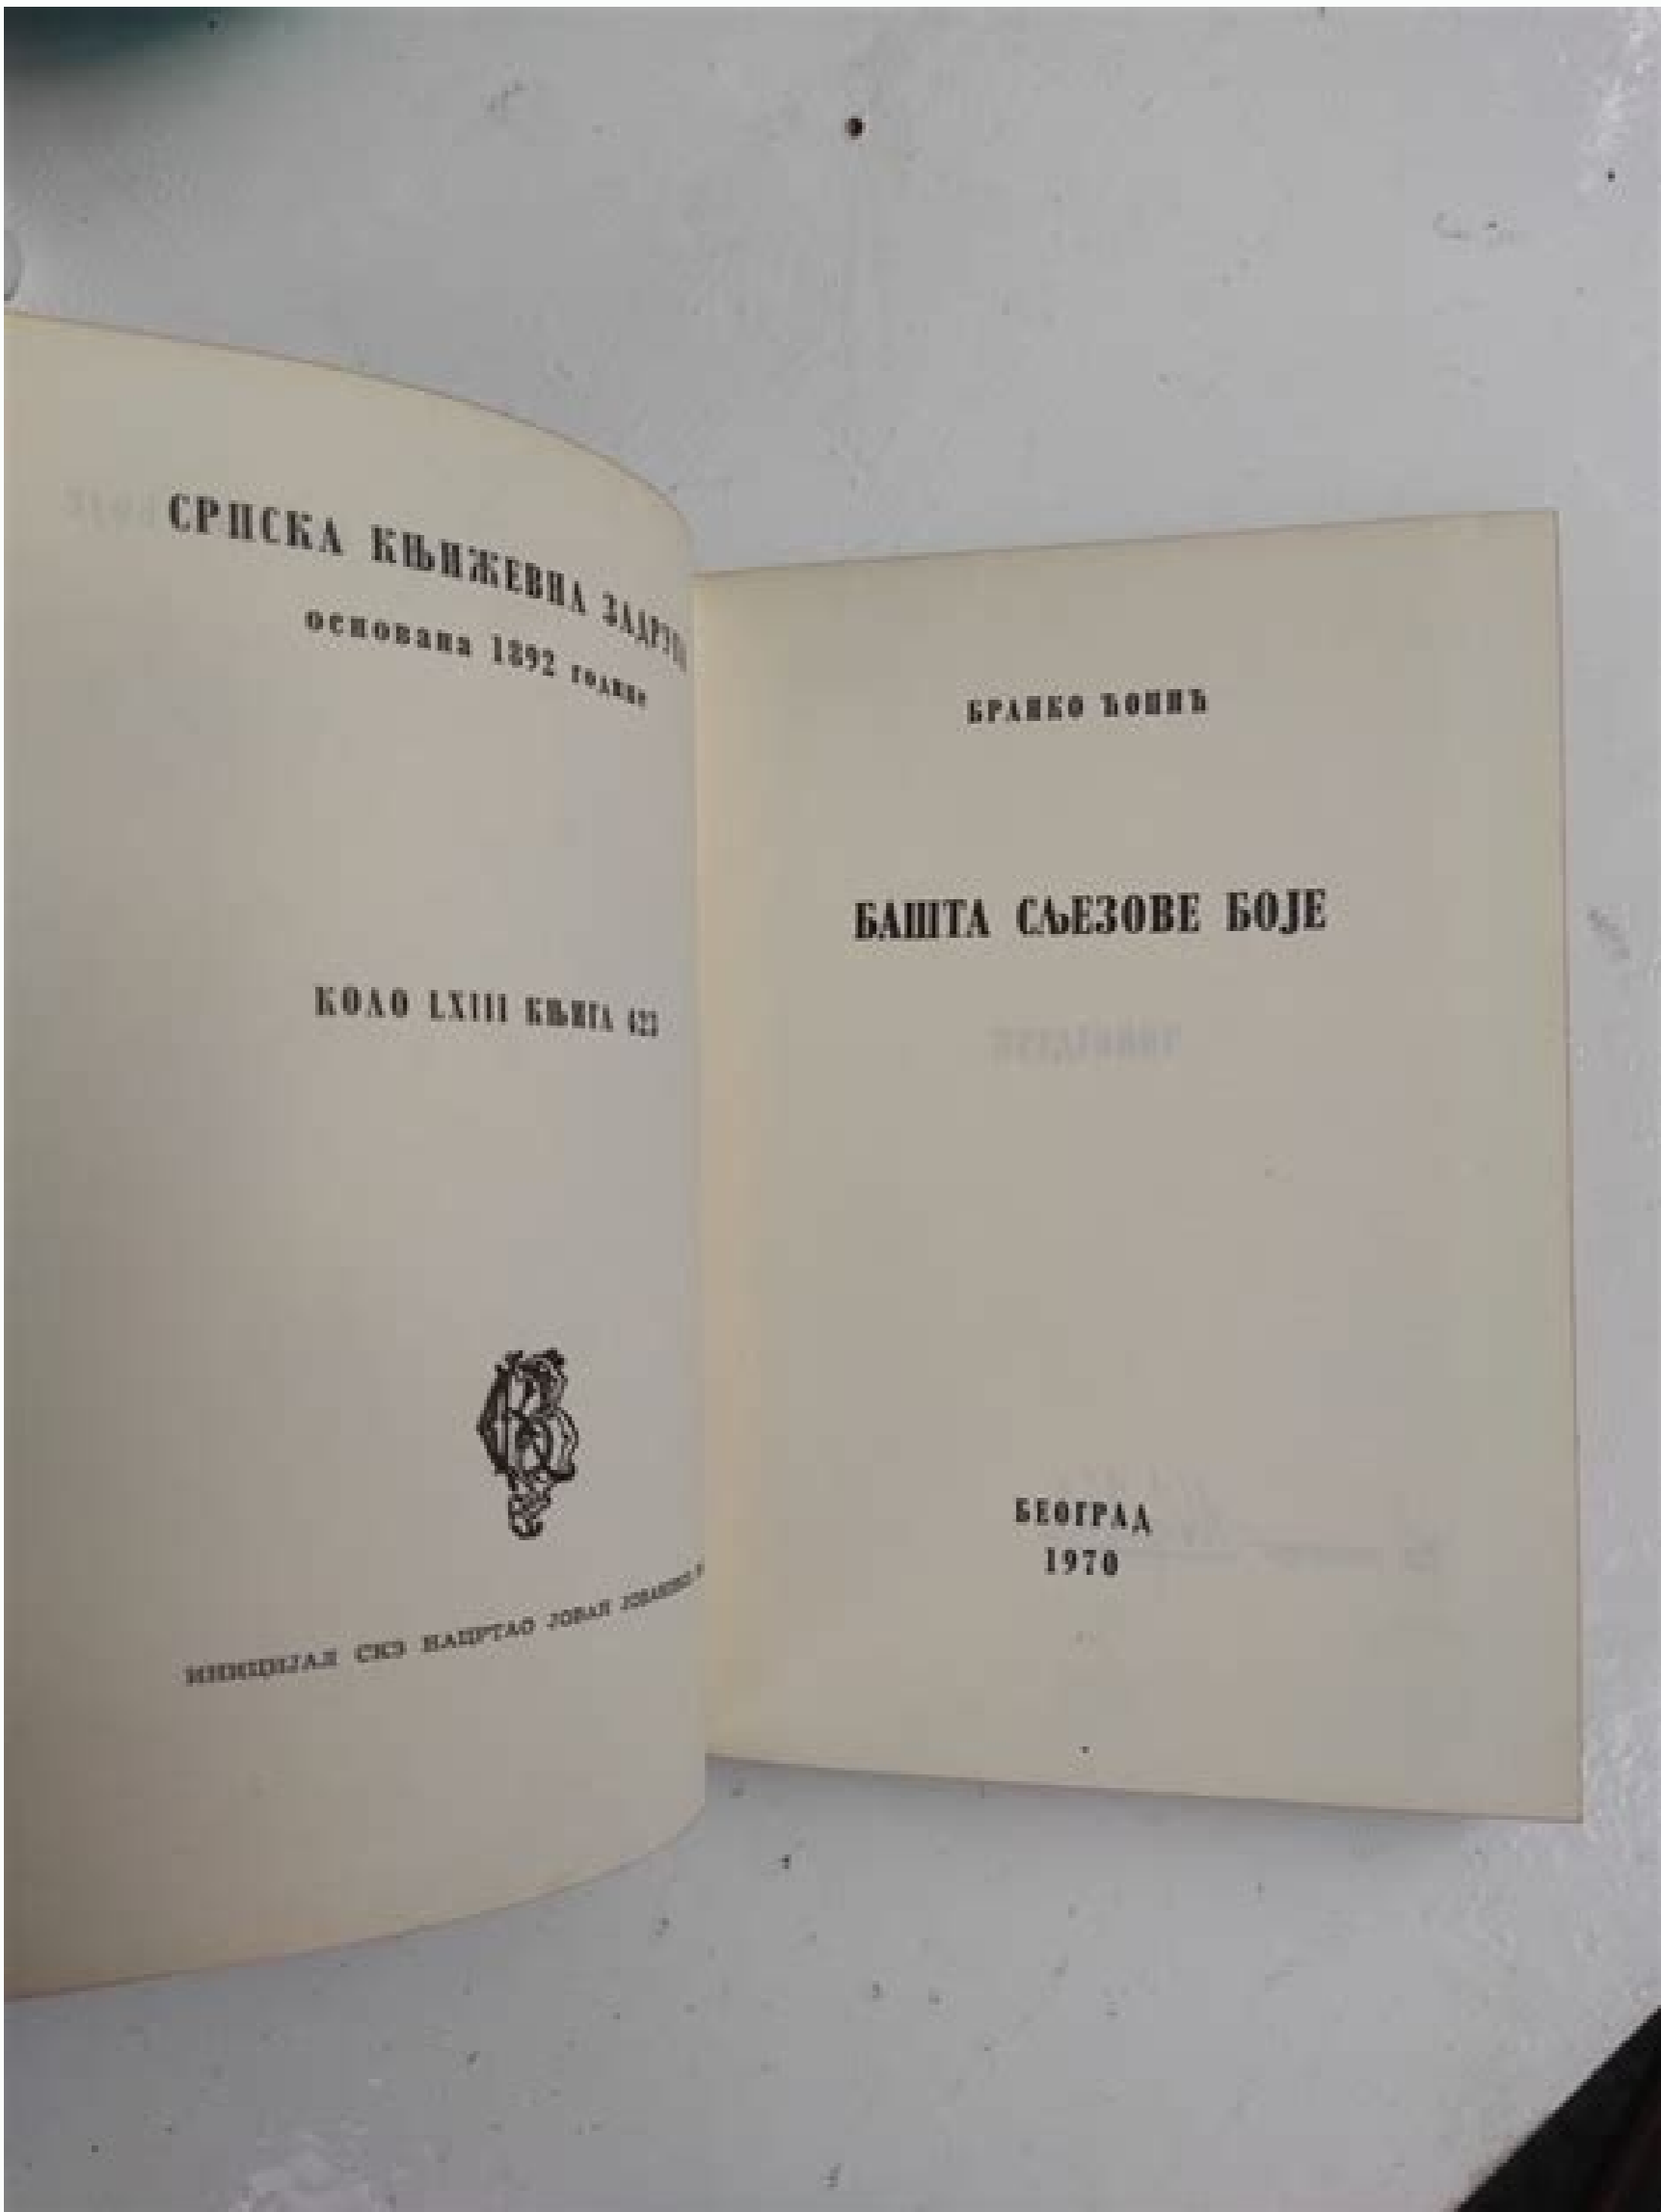 СРПСКА КЊИЖЕВНА ЗАДРУГА
основана 1892 године
КОЛО LXIII КЊИГА 423
ИНИЦИЈАЛ СКЗ НАЦРТАО ЈОВАН
БРАНКО ЋОПИЋ
БАШТА СЉЕЗОВЕ БОЈЕ
БЕОГРАД
1970